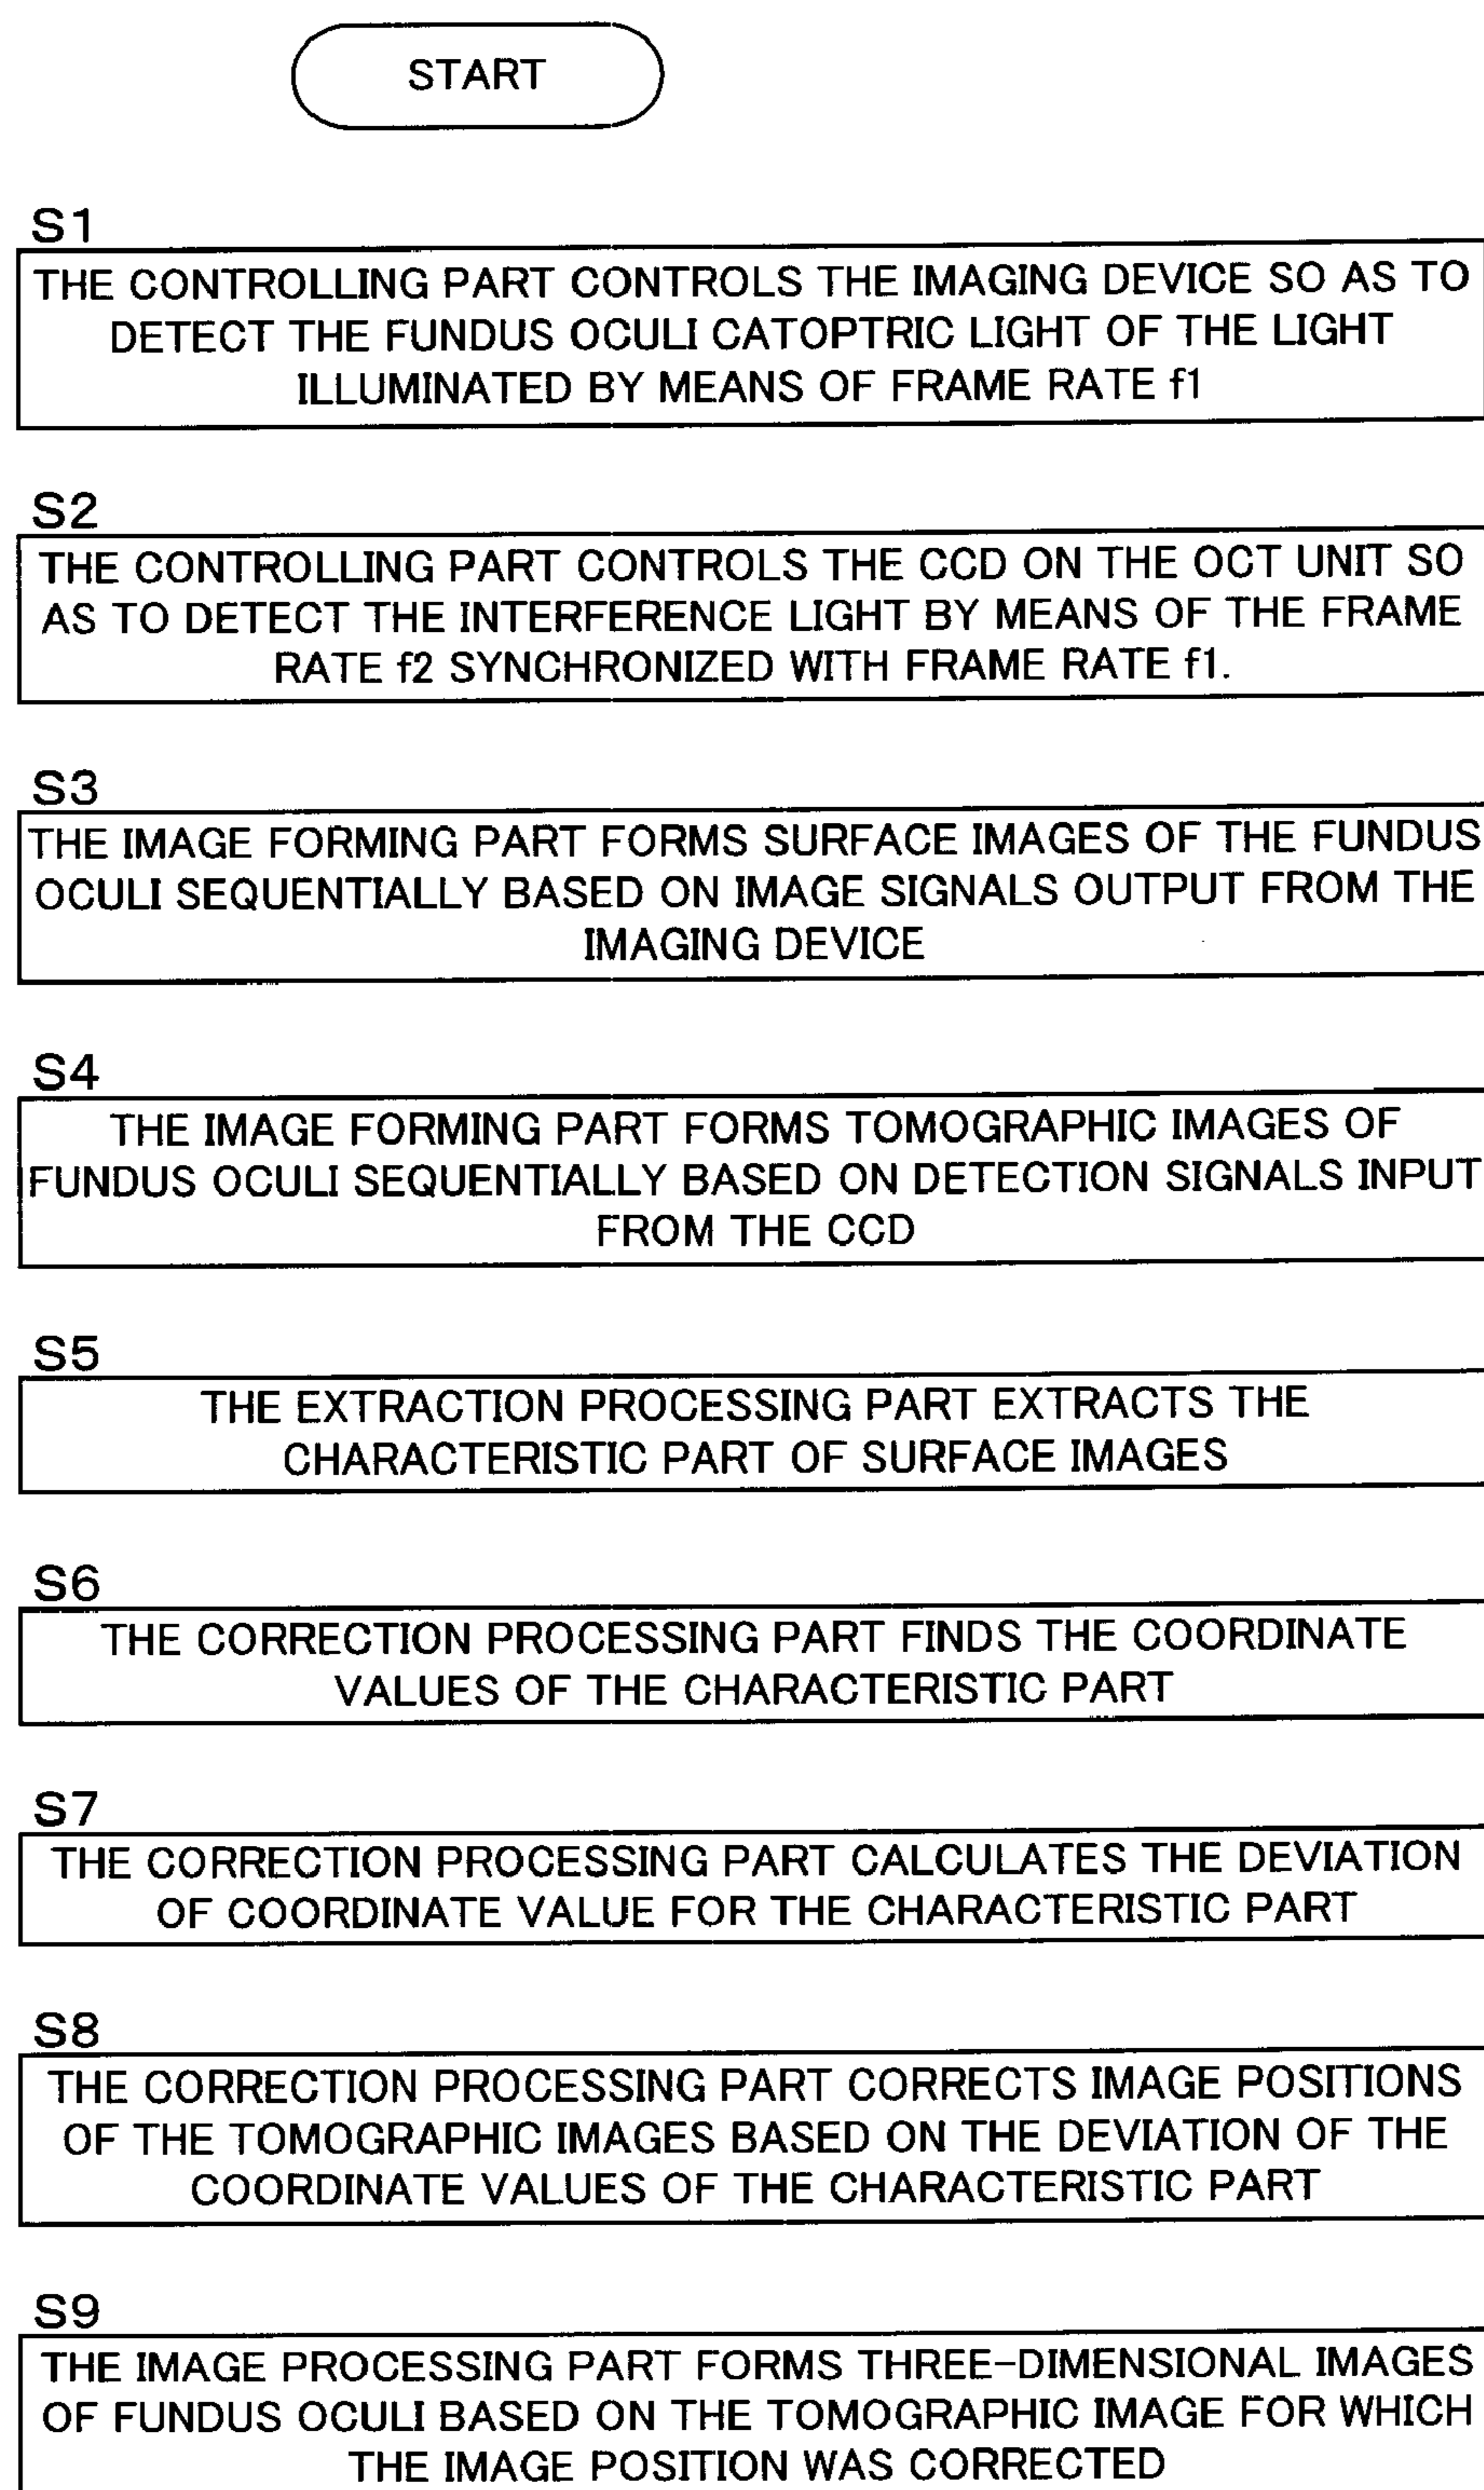 START
S1
THE CONTROLLING PART CONTROLS THE IMAGING DEVICE SO AS TO
DETECT THE FUNDUS OCULI CATOPTRIC LIGHT OF THE LIGHT
ILLUMINATED BY MEANS OF FRAME RATE f1
S2
THE CONTROLLING PART CONTROLS THE CCD ON THE OCT UNIT SO
AS TO DETECT THE INTERFERENCE LIGHT BY MEANS OF THE FRAME
RATE f2 SYNCHRONIZED WITH FRAME RATE f1.
S3
THE IMAGE FORMING PART FORMS SURFACE IMAGES OF THE FUNDUS
OCULI SEQUENTIALLY BASED ON IMAGE SIGNALS OUTPUT FROM THE
IMAGING DEVICE
S4
THE IMAGE FORMING PART FORMS TOMOGRAPHIC IMAGES OF
FUNDUS OCULI SEQUENTIALLY BASED ON DETECTION SIGNALS INPUT
FROM THE CCD
S5
THE EXTRACTION PROCESSING PART EXTRACTS THE
CHARACTERISTIC PART OF SURFACE IMAGES
S6
THE CORRECTION PROCESSING PART FINDS THE COORDINATE
VALUES OF THE CHARACTERISTIC PART
S7
THE CORRECTION PROCESSING PART CALCULATES THE DEVIATION
OF COORDINATE VALUE FOR THE CHARACTERISTIC PART
S8
THE CORRECTION PROCESSING PART CORRECTS IMAGE POSITIONS
OF THE TOMOGRAPHIC IMAGES BASED ON THE DEVIATION OF THE
COORDINATE VALUES OF THE CHARACTERISTIC PART
S9
THE IMAGE PROCESSING PART FORMS THREE-DIMENSIONAL IMAGES
OF FUNDUS OCULI BASED ON THE TOMOGRAPHIC IMAGE FOR WHICH
THE IMAGE POSITION WAS CORRECTED